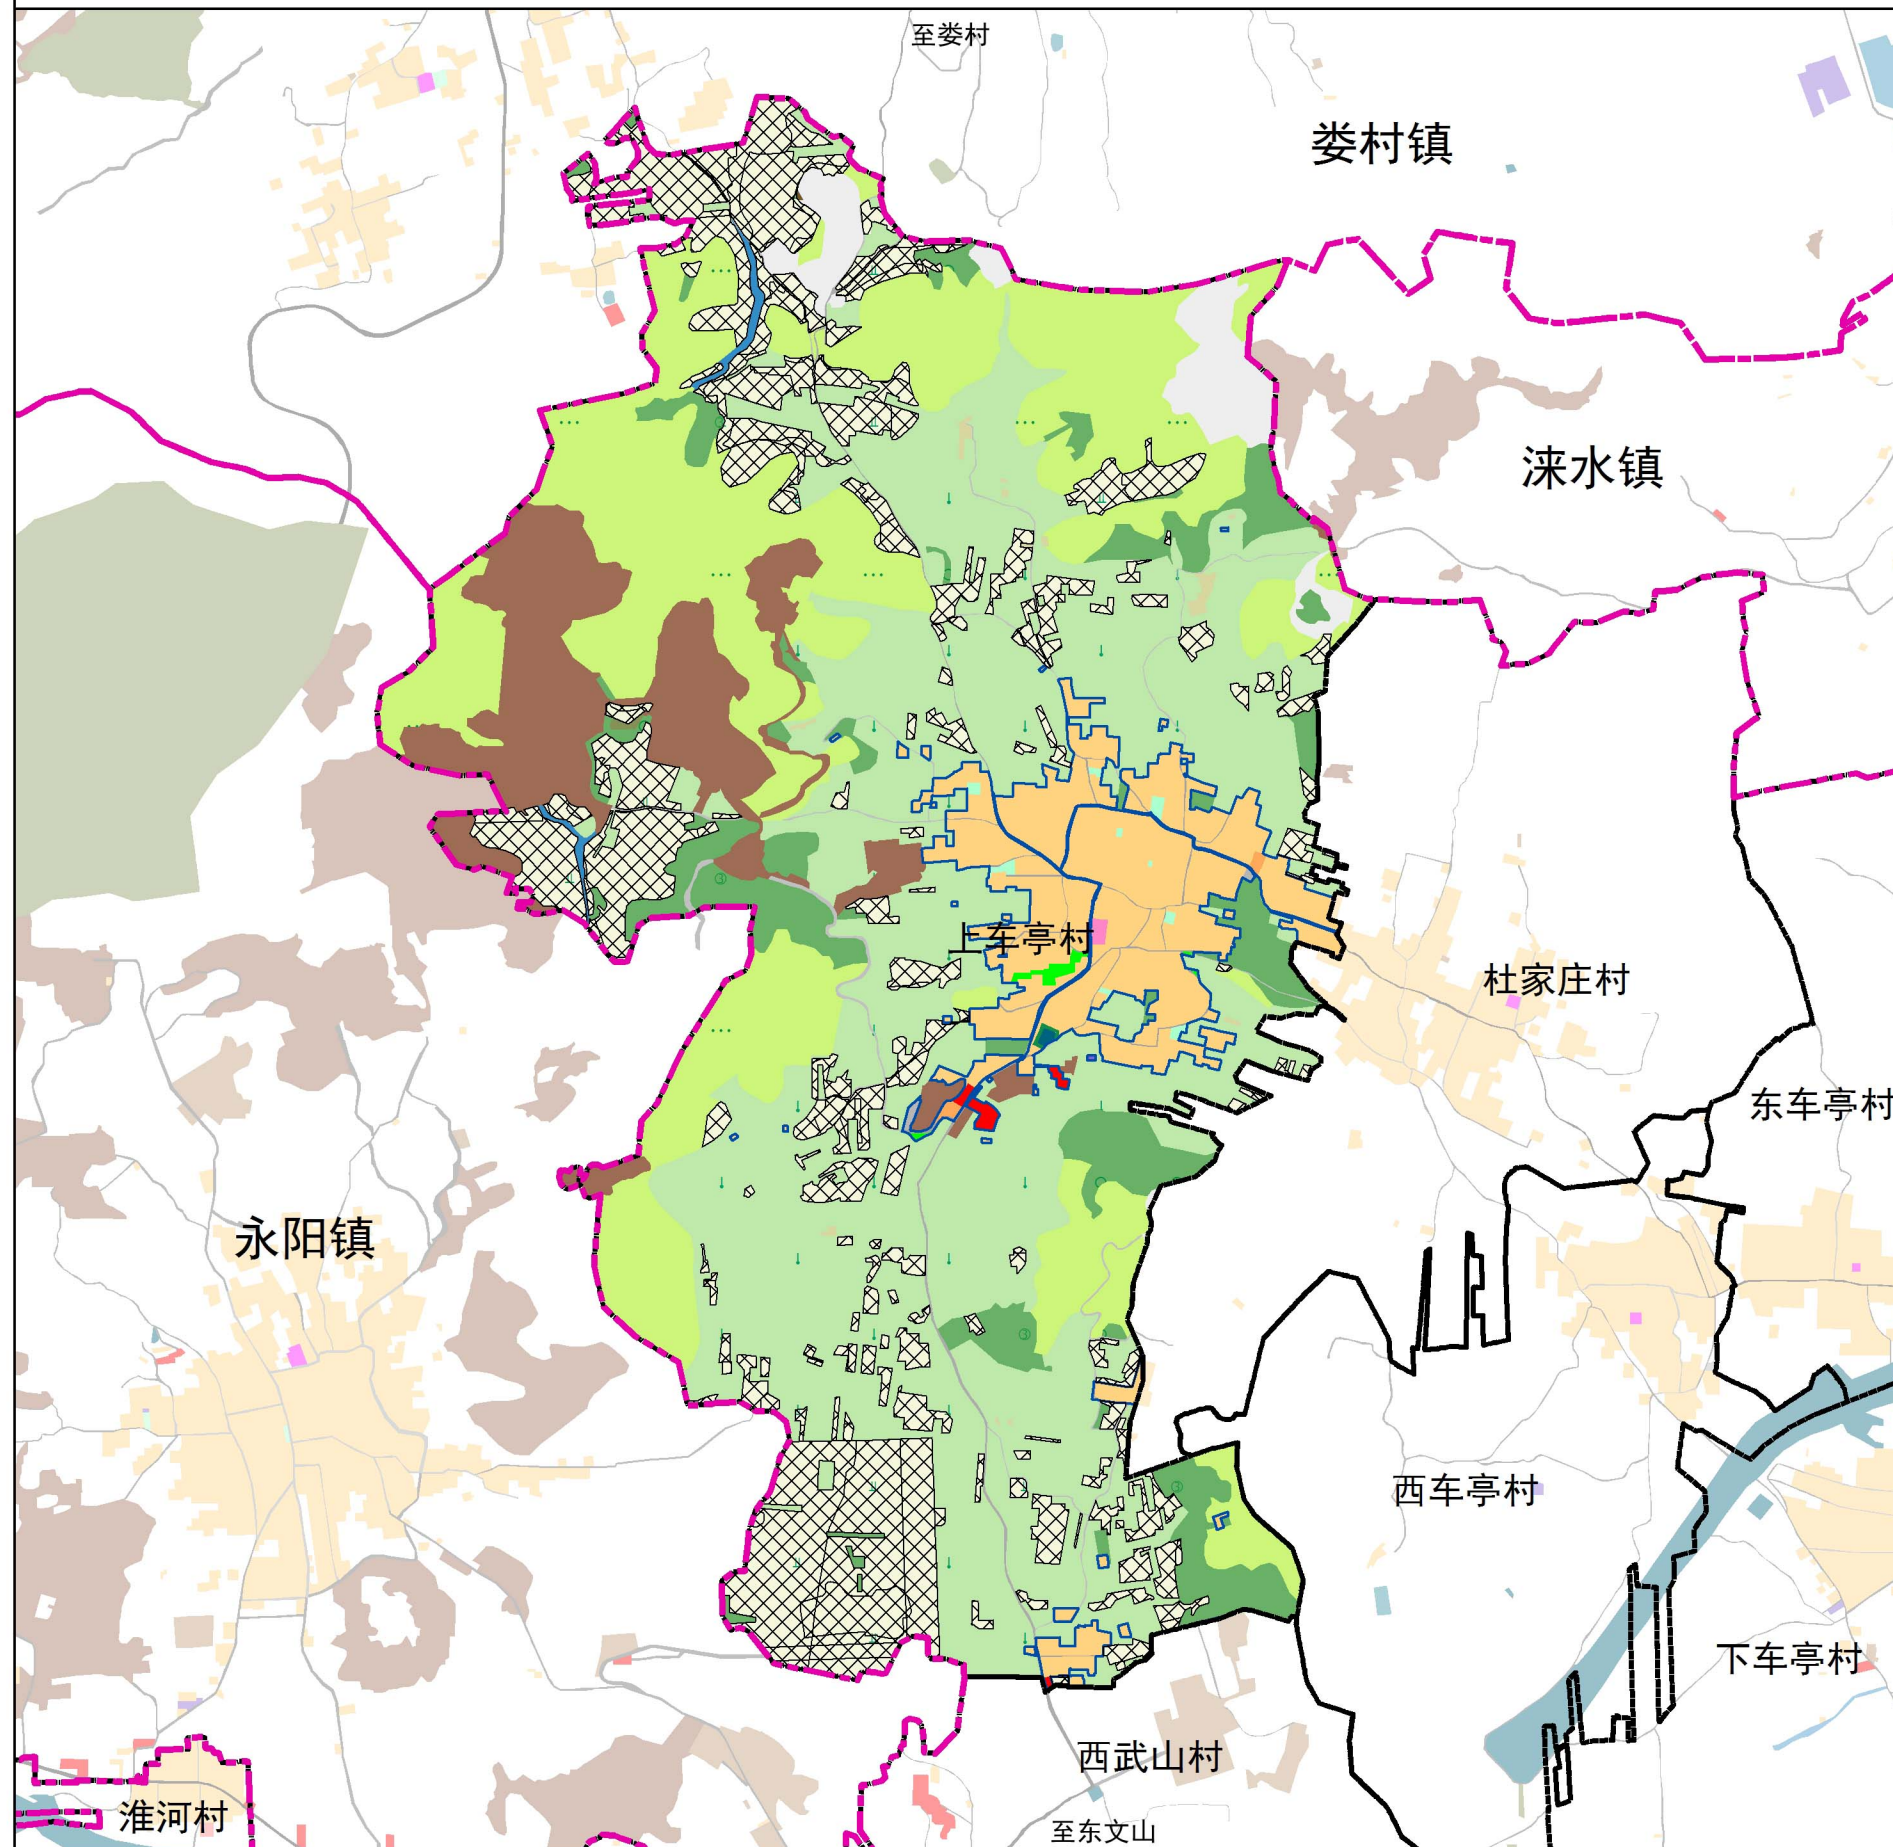 至娄村
娄村镇
涞水镇
上车亭村
杜家庄村
东车亭村
永阳镇
西车亭村
下车亭村
西武山村
淮河村
至东文山